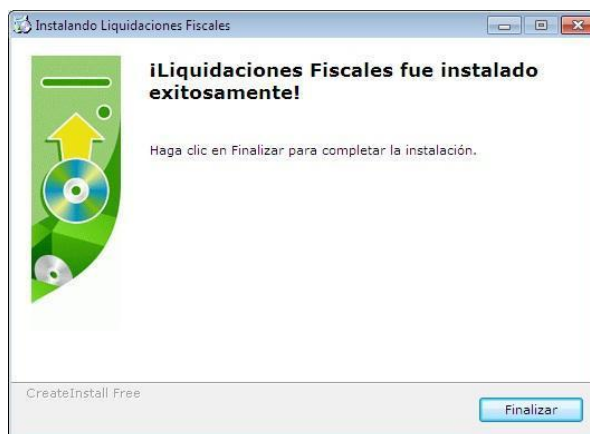 Instalando Liquidaciones Fiscales
¡Liquidaciones Fiscales fue instalado
exitosamente!
Haga clic en Finalizar para completar la instalación.
CreateInstall Free
Finalizar